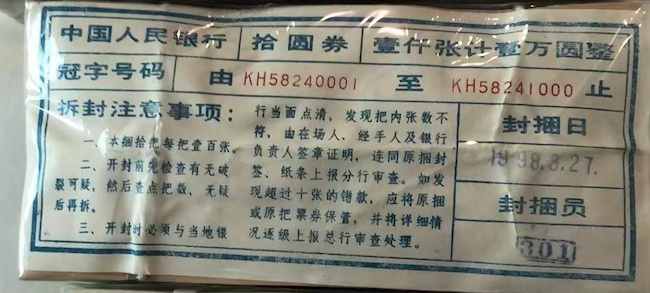 中国人民银行 拾圆券 壹仟张计壹万圆整
冠字号码 由 KH58240001 至 KH58241000 止
拆封注意事项：
一、本捆拾把每把壹百张。
二、开封前先检查有无破
裂可疑，然后查点把数、无疑
后再拆。
三、开封时必须与当地银
行当面点清，发现把内张数不
符，由在场人、经手人及银行
负责人签章证明，连同原捆封
签、纸条上报分行审查。如发
现超过十张的错款，应将原捆
或原把票券保管，并将详细情
况逐级上报总行审查处理。
封捆日
1998.3.27.
封捆员
301